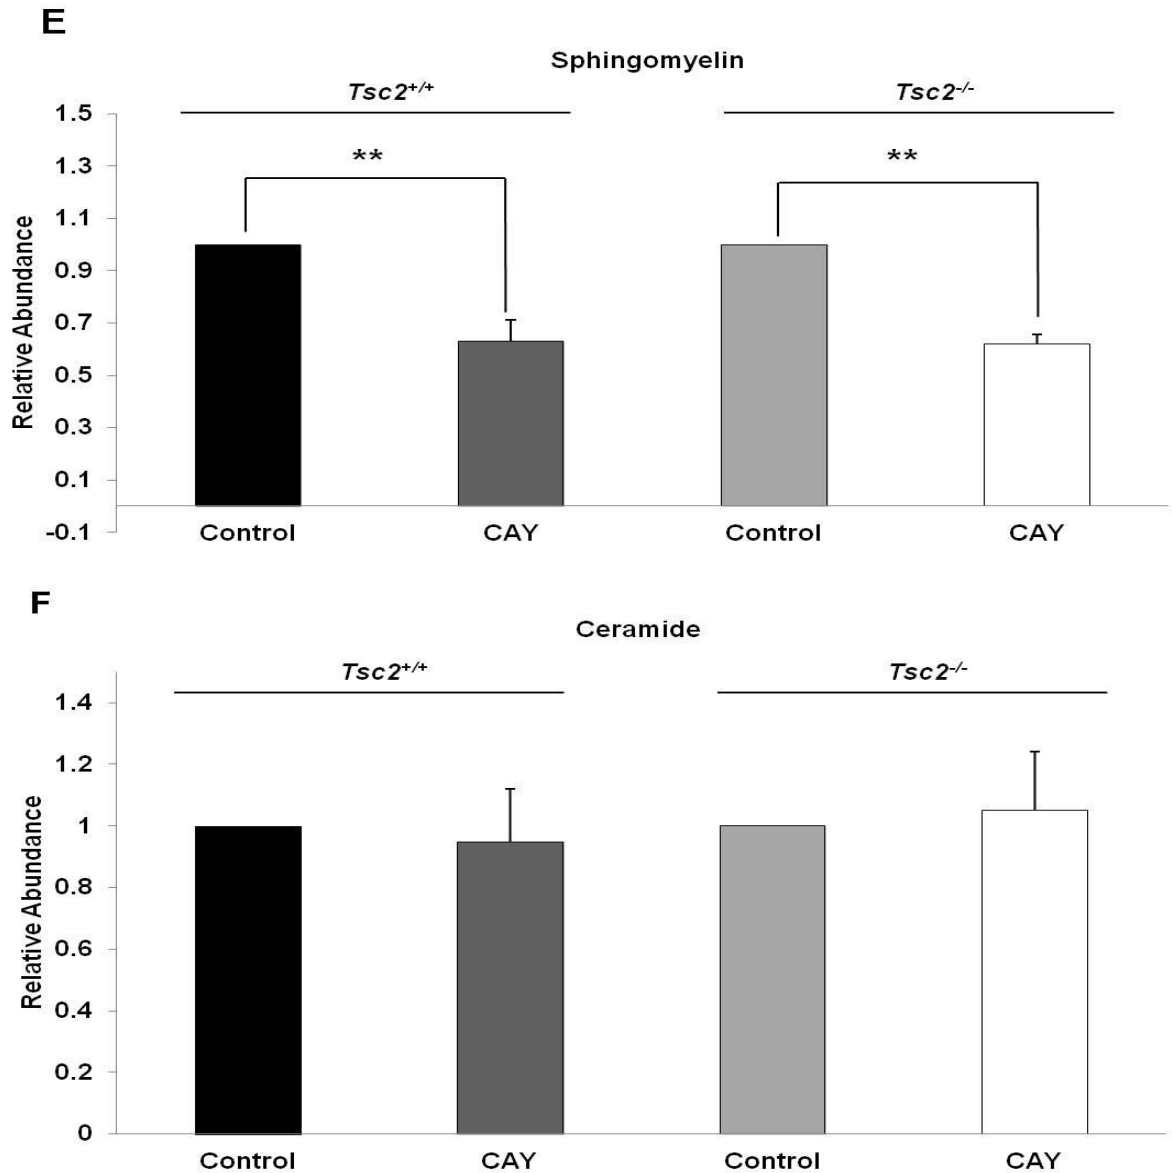 E
Sphingomyelin
Tsc2+/+ Tsc2-/-
1.5
1.3
** **
1.1
0.9
0.7
0.5
0.3
0.1
-0.1
Relative Abundance
Control CAY Control CAY
F
Ceramide
Tsc2+/+ Tsc2-/-
1.4
1.2
1
0.8
0.6
0.4
0.2
0
Relative Abundance
Control CAY Control CAY